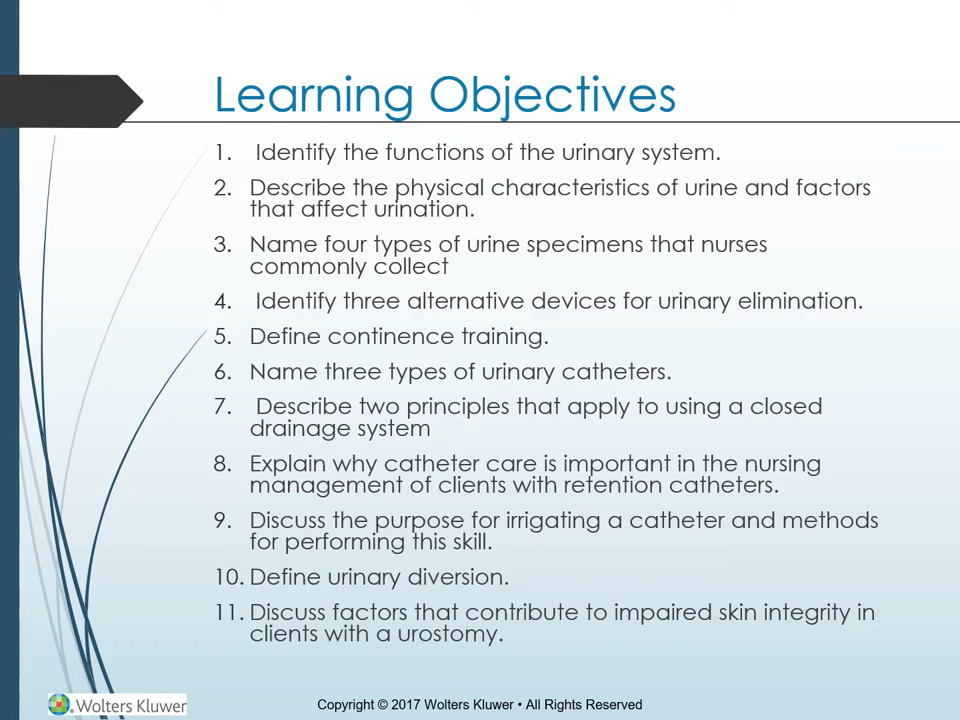 Learning Objectives
1. Identify the functions of the urinary system.
2. Describe the physical characteristics of urine and factors
that affect urination.
3. Name four types of urine specimens that nurses
commonly collect
4. Identify three alternative devices for urinary elimination.
5. Define continence training.
6. Name three types of urinary catheters.
7. Describe two principles that apply to using a closed
drainage system
8. Explain why catheter care is important in the nursing
management of clients with retention catheters.
9. Discuss the purpose for irrigating a catheter and methods
for performing this skill.
10. Define urinary diversion.
11. Discuss factors that contribute to impaired skin integrity in
clients with a urostomy.
Wolters Kluwer
Copyright © 2017 Wolters Kluwer • All Rights Reserved